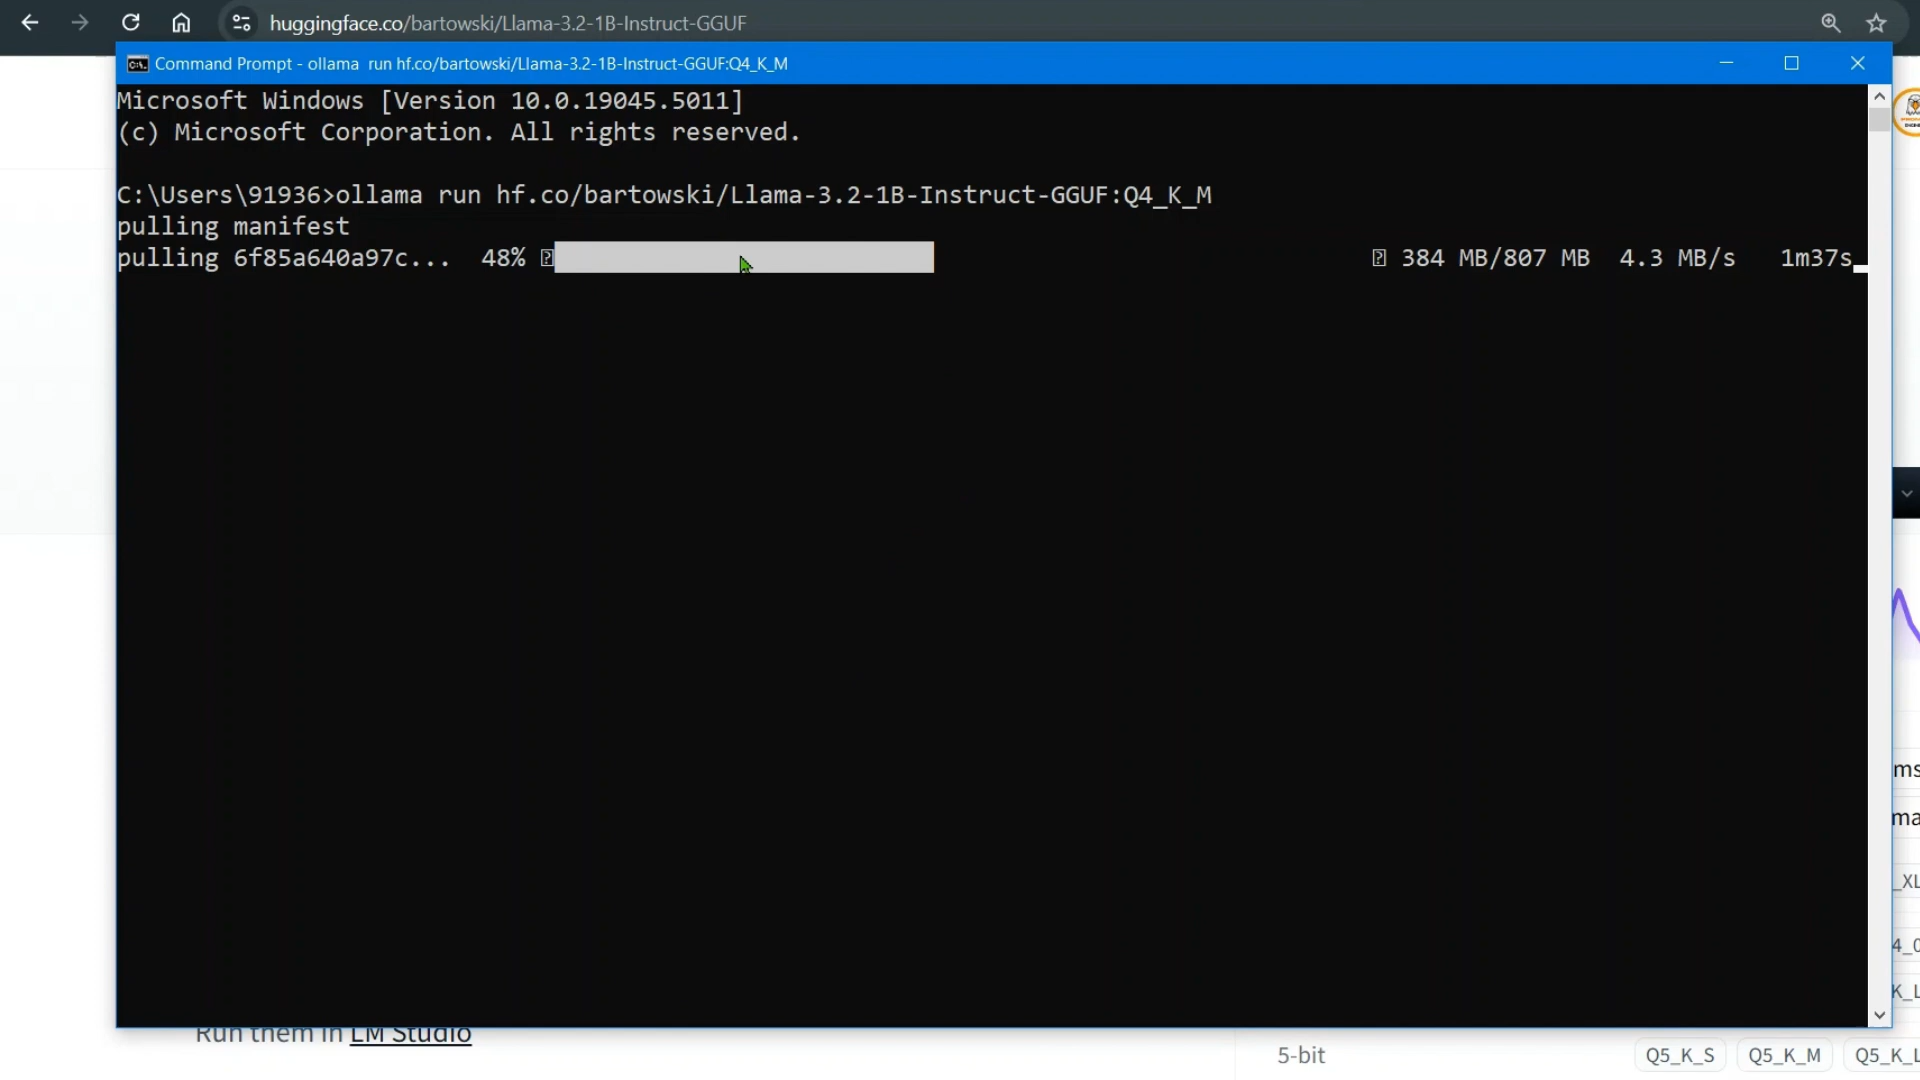 huggingface.co/bartowski/Llama-3.2-1B-Instruct-GGUF
Command Prompt - ollama  run hf.co/bartowski/Llama-3.2-1B-Instruct-GGUF:Q4_K_M
Microsoft Windows [Version 10.0.19045.5011]
(c) Microsoft Corporation. All rights reserved.
C:\Users\91936>ollama run hf.co/bartowski/Llama-3.2-1B-Instruct-GGUF:Q4_K_M
pulling manifest
pulling 6f85a640a97c...  48% 384 MB/807 MB  4.3 MB/s  1m37s
Run them in LM Studio
5-bit Q5_K_S Q5_K_M Q5_K_L